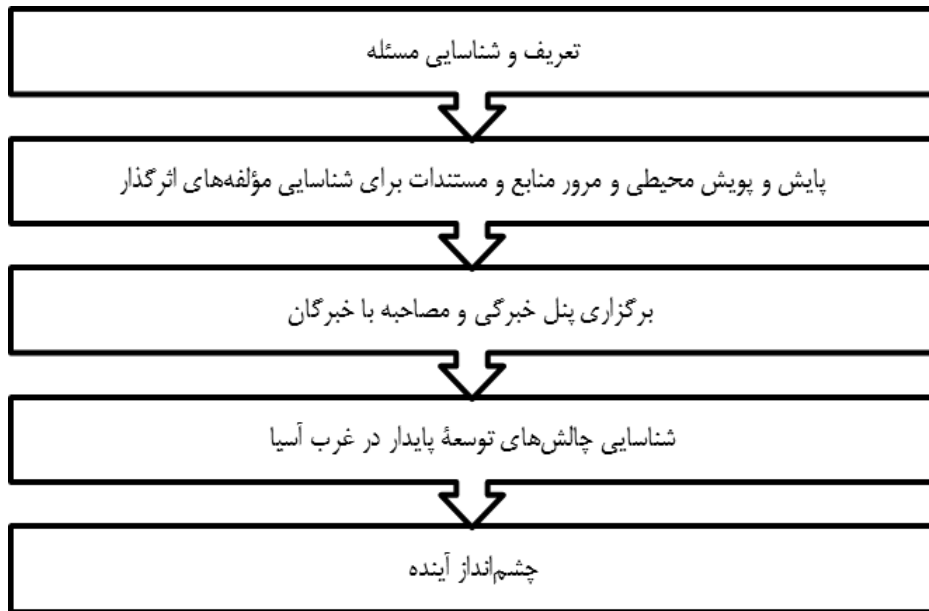 تعریف و شناسایی مسئله
پایش و پویش محیطی و مرور منابع و مستندات برای شناسایی مؤلفه‌های اثرگذار
برگزاری پنل خبرگی و مصاحبه با خبرگان
شناسایی چالش‌های توسعهٔ پایدار در غرب آسیا
چشم‌انداز آینده